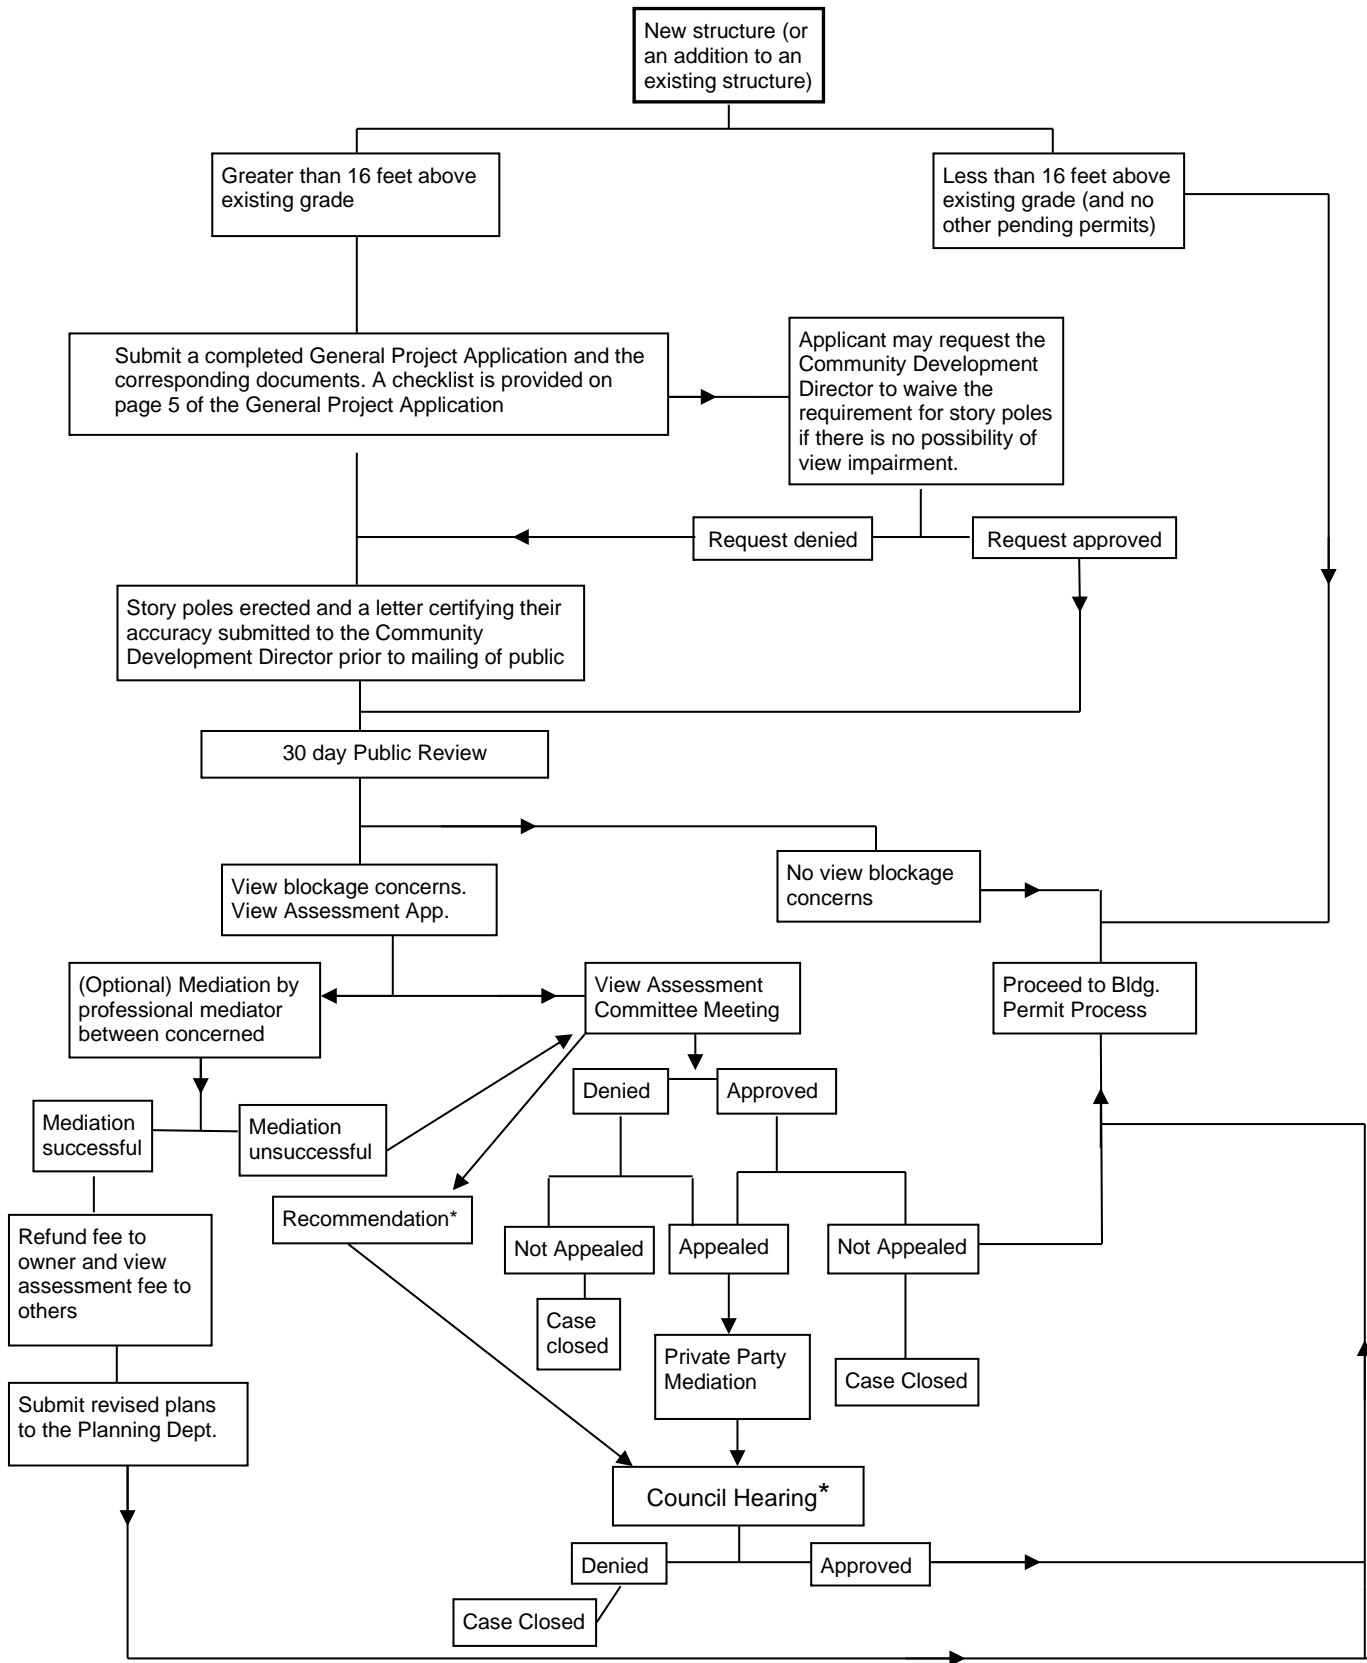 New structure (or
an addition to an
existing structure)
Greater than 16 feet above
existing grade
Less than 16 feet above
existing grade (and no
other pending permits)
Submit a completed General Project Application and the
corresponding documents. A checklist is provided on
page 5 of the General Project Application
Applicant may request the
Community Development
Director to waive the
requirement for story poles
if there is no possibility of
view impairment.
Request denied
Request approved
Story poles erected and a letter certifying their
accuracy submitted to the Community
Development Director prior to mailing of public
30 day Public Review
View blockage concerns.
View Assessment App.
No view blockage
concerns
(Optional) Mediation by
professional mediator
between concerned
View Assessment
Committee Meeting
Proceed to Bldg.
Permit Process
Denied
Approved
Mediation
successful
Mediation
unsuccessful
Recommendation*
Not Appealed
Appealed
Not Appealed
Refund fee to
owner and view
assessment fee to
others
Case
closed
Private Party
Mediation
Case Closed
Submit revised plans
to the Planning Dept.
Council Hearing*
Denied
Approved
Case Closed